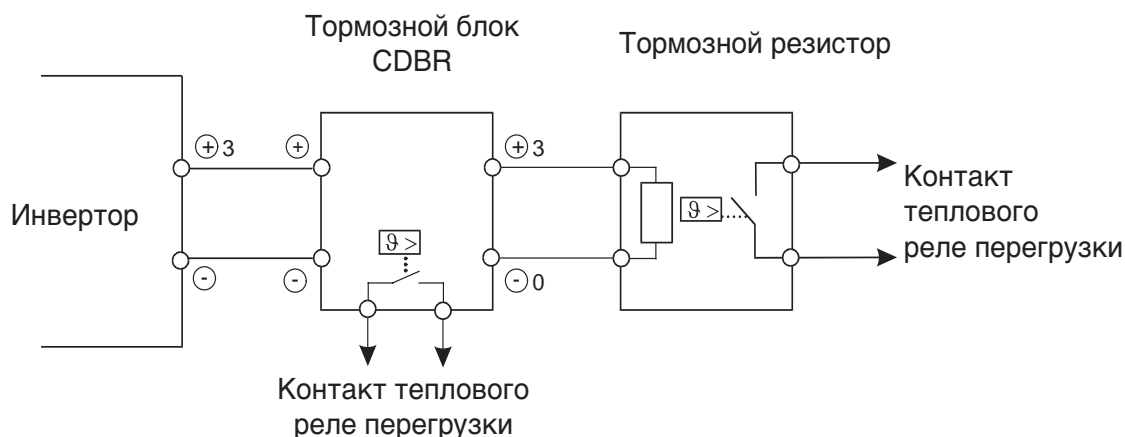 Тормозной блок
CDBR
Тормозной резистор
+ 3
+
+ 3
Инвертор
ϑ >
ϑ >
Контакт
теплового
реле перегрузки
-
-
- 0
Контакт теплового
реле перегрузки